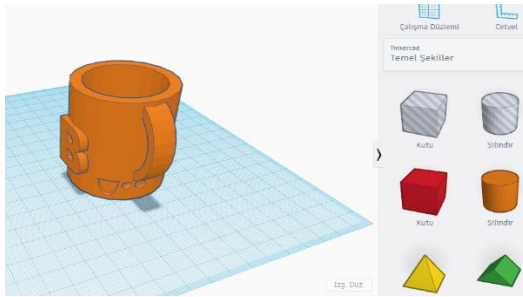 Çalışma Düzlemi
Cetvel
Tinkercad
Temel Şekiller
Kutu
Silindir
Kutu
Silindir
Izg. Düz.